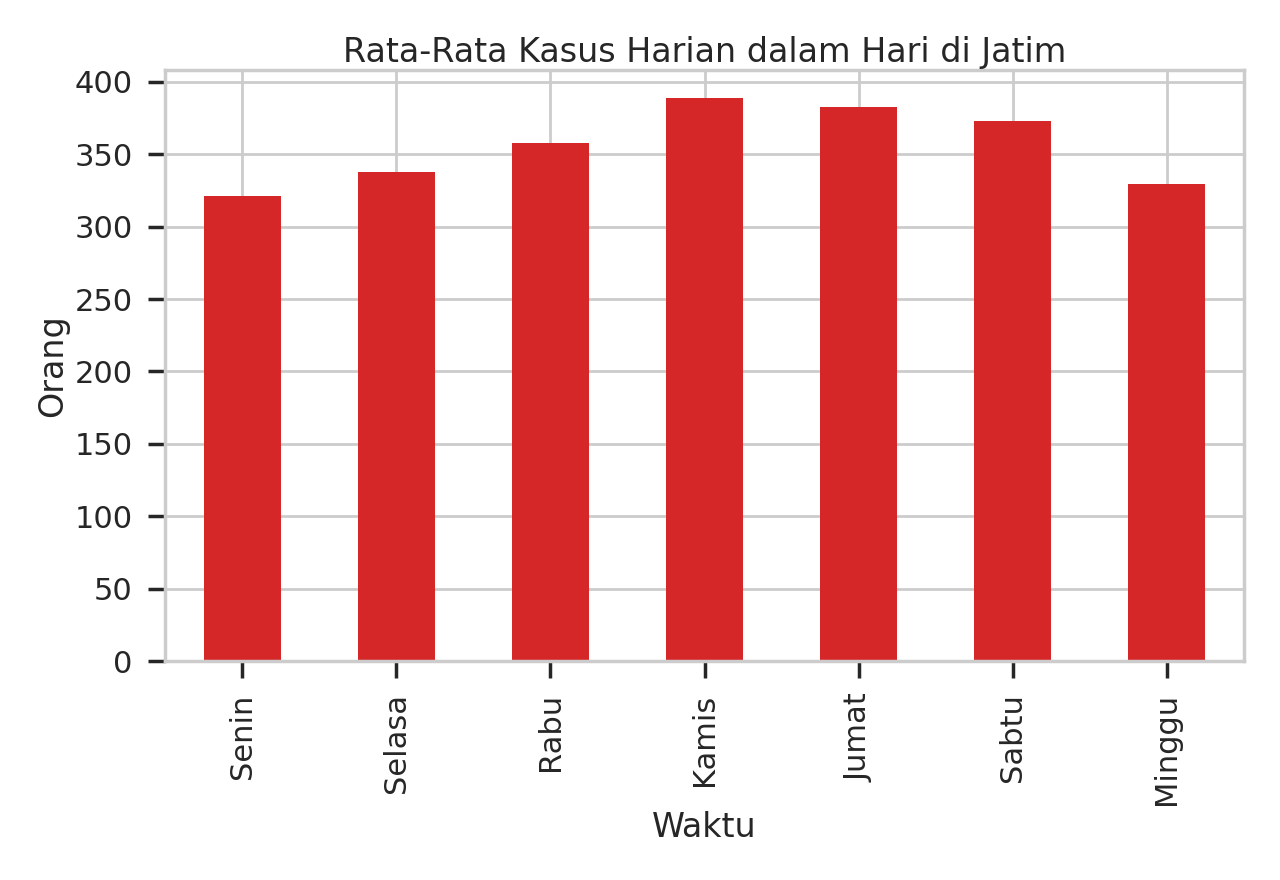 Rata-Rata Kasus Harian dalam Hari di Jatim
400
350
300
250
200
150
100
50
0
Orang
Senin
Selasa
Rabu
Kamis
Jumat
Sabtu
Minggu
Waktu